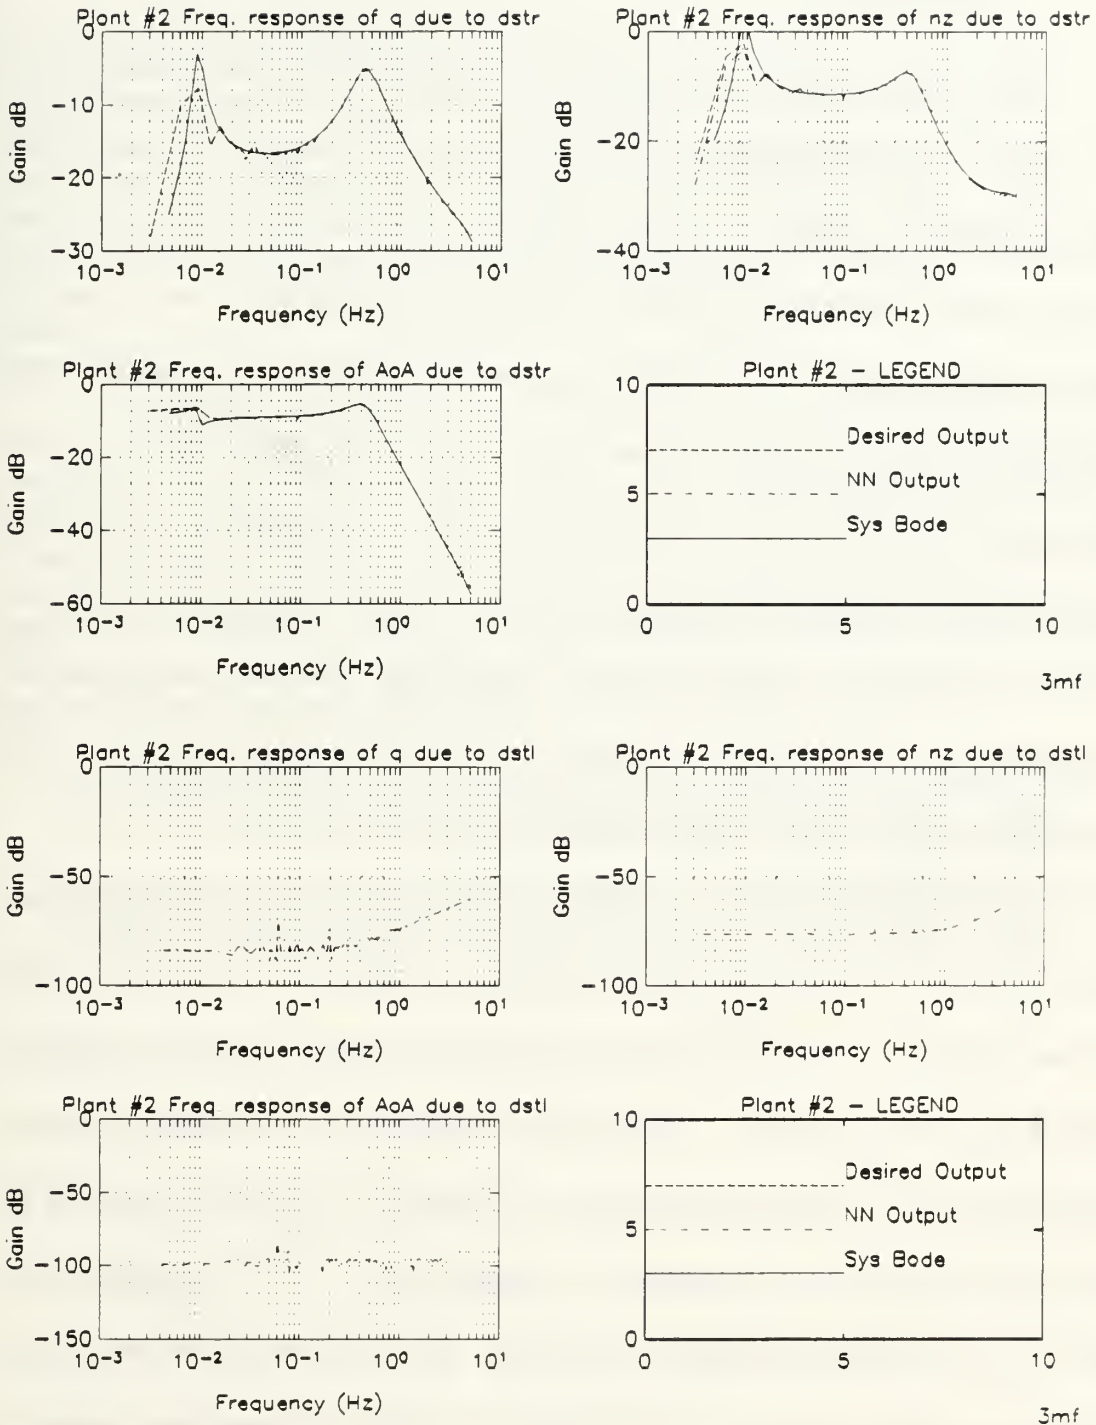 Plant #2 Freq. response of q due to dstr
Gain dB
0
−10
−20
−30
10⁻³ 10⁻² 10⁻¹ 10⁰ 10¹
Frequency (Hz)
Plant #2 Freq. response of nz due to dstr
Gain dB
0
−20
−40
10⁻³ 10⁻² 10⁻¹ 10⁰ 10¹
Frequency (Hz)
Plant #2 Freq. response of AoA due to dstr
Gain dB
0
−20
−40
−60
10⁻³ 10⁻² 10⁻¹ 10⁰ 10¹
Frequency (Hz)
Plant #2 − LEGEND
10
5
0
Desired Output
NN Output
Sys Bode
0 5 10
3mf
Plant #2 Freq. response of q due to dstl
Gain dB
0
−50
−100
10⁻³ 10⁻² 10⁻¹ 10⁰ 10¹
Frequency (Hz)
Plant #2 Freq. response of nz due to dstl
Gain dB
0
−50
−100
10⁻³ 10⁻² 10⁻¹ 10⁰ 10¹
Frequency (Hz)
Plant #2 Freq. response of AoA due to dstl
Gain dB
0
−50
−100
−150
10⁻³ 10⁻² 10⁻¹ 10⁰ 10¹
Frequency (Hz)
Plant #2 − LEGEND
10
5
0
Desired Output
NN Output
Sys Bode
0 5 10
3mf